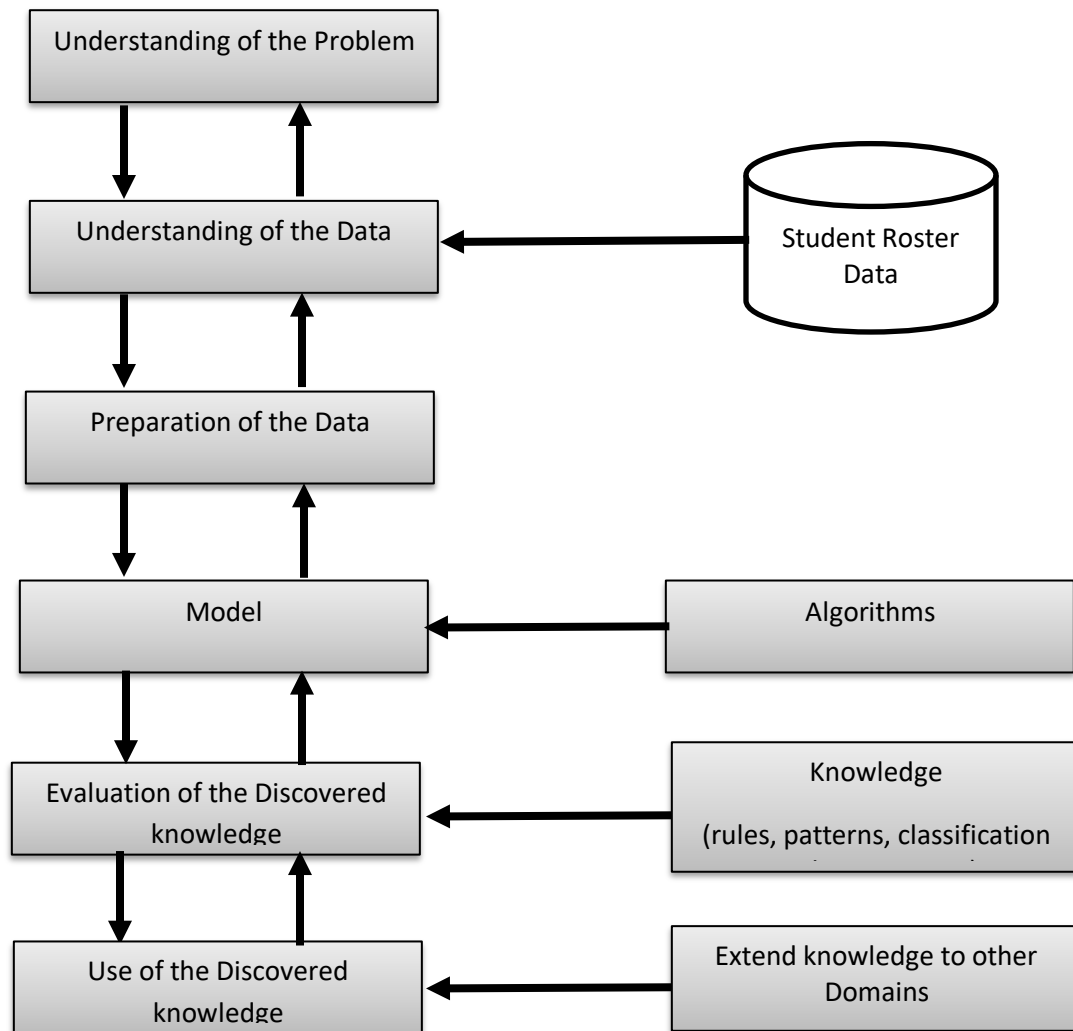 Understanding of the Problem
Understanding of the Data
Student Roster
Data
Preparation of the Data
Model
Algorithms
Evaluation of the Discovered
knowledge
Knowledge
(rules, patterns, classification
Use of the Discovered
knowledge
Extend knowledge to other
Domains